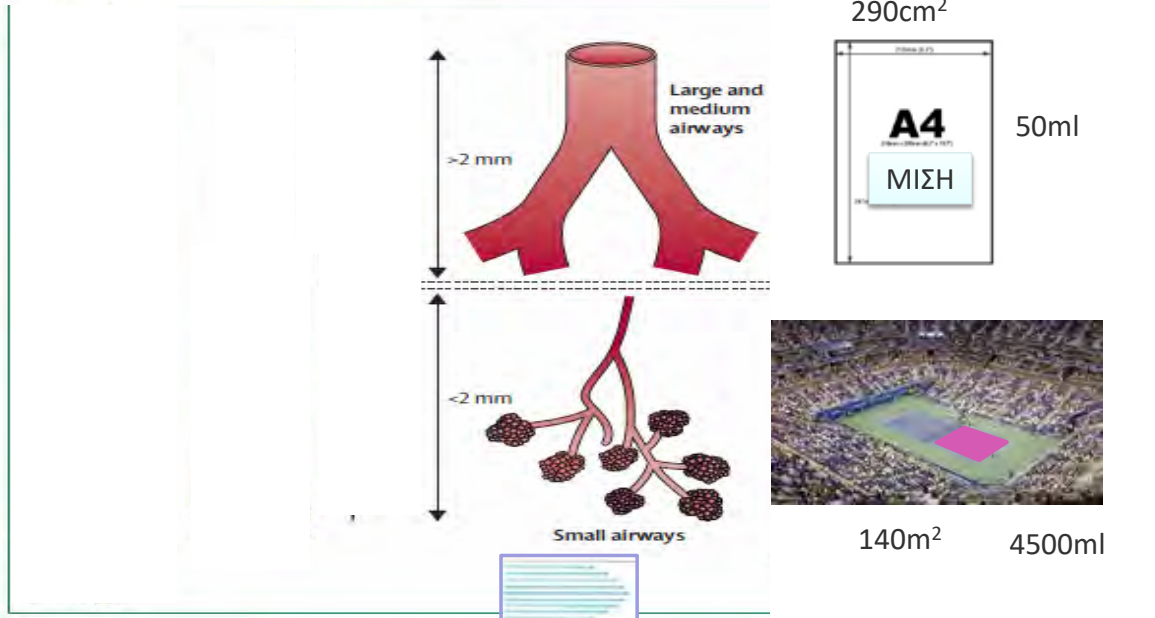 290cm²
Large and
medium
airways
>2 mm
A4
50ml
ΜΙΣΗ
<2 mm
Small airways
140m²
4500ml